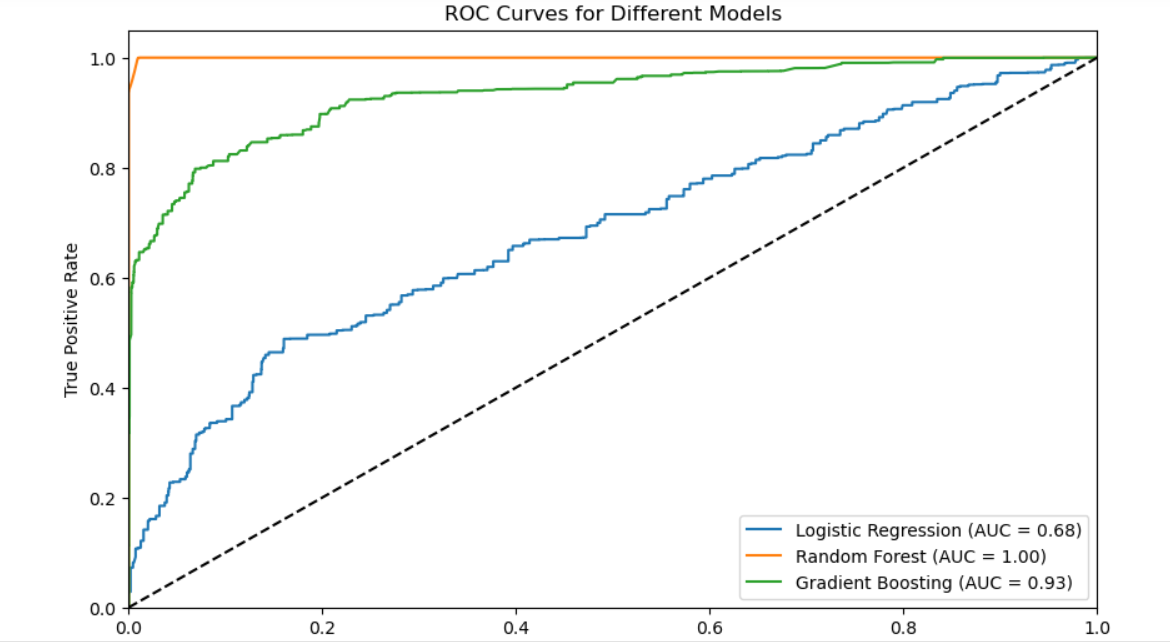 ROC Curves for Different Models
True Positive Rate
1.0
0.8
0.6
0.4
0.2
0.0
Logistic Regression (AUC = 0.68)
Random Forest (AUC = 1.00)
Gradient Boosting (AUC = 0.93)
0.0 0.2 0.4 0.6 0.8 1.0